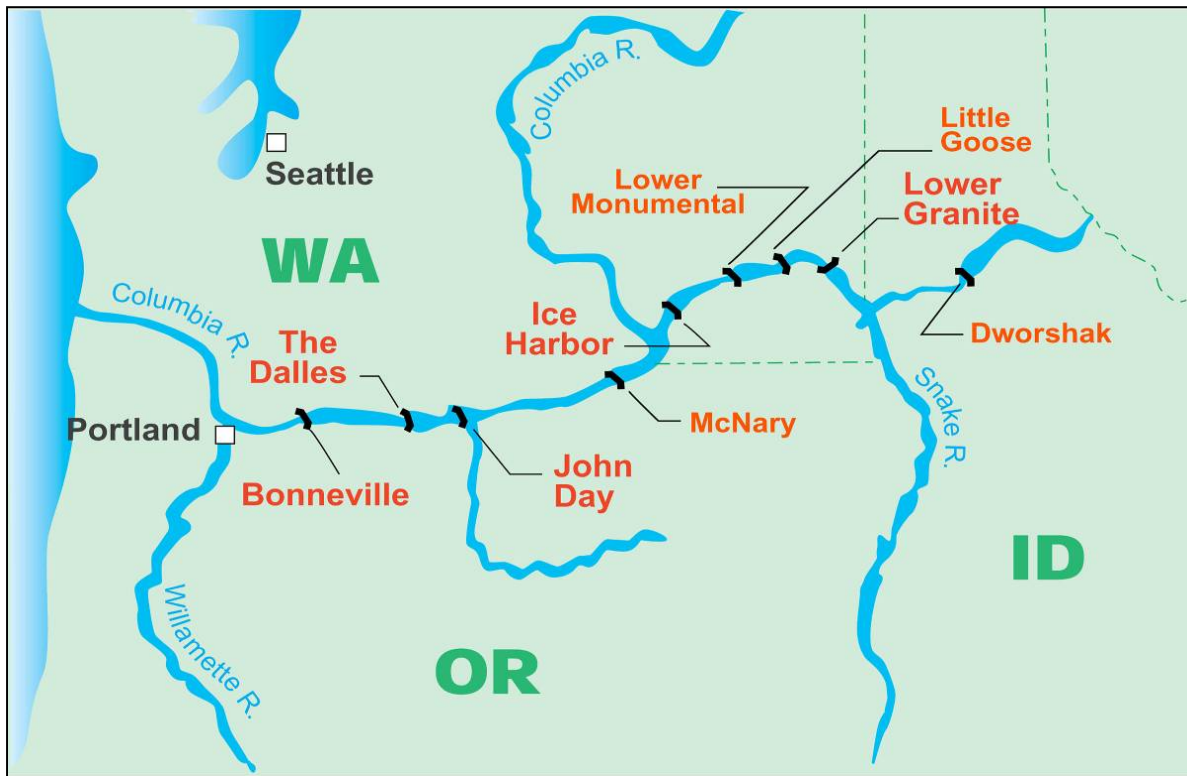 Columbia R.
Little
Goose
Seattle
Lower
Monumental
Lower
Granite
WA
Columbia R.
Ice
Harbor
The
Dalles
Dworshak
Snake R.
McNary
Portland
John
Day
Bonneville
ID
Willamette R.
OR